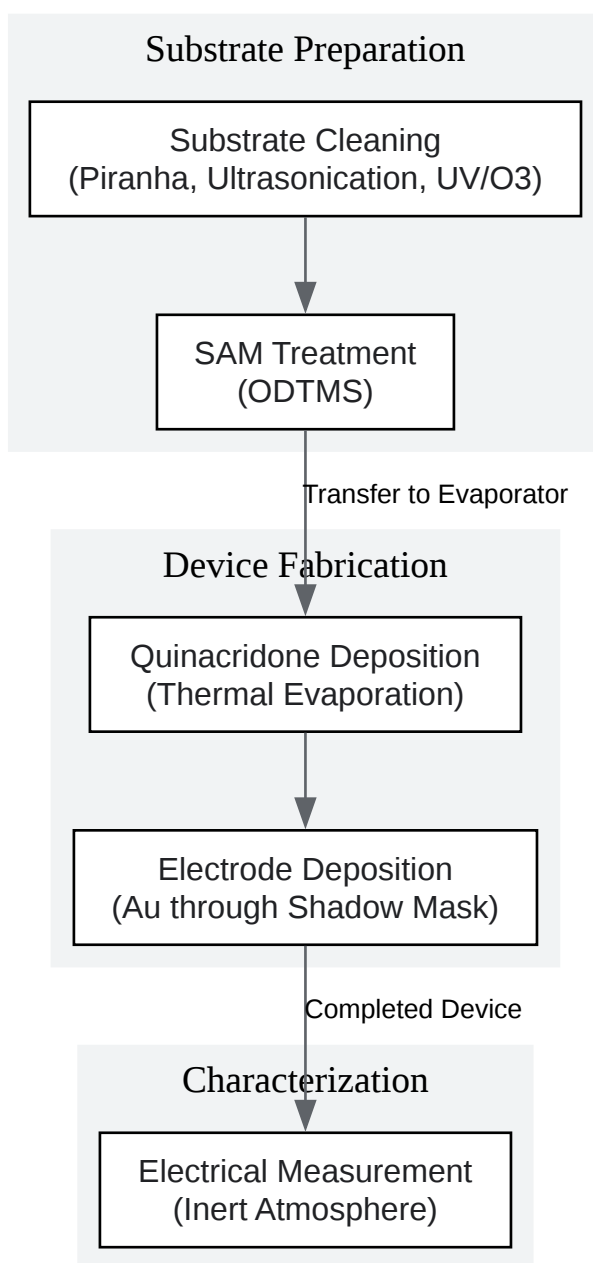 Substrate Preparation
Substrate Cleaning
(Piranha, Ultrasonication, UV/O3)
SAM Treatment
(ODTMS)
Transfer to Evaporator
Device Fabrication
Quinacridone Deposition
(Thermal Evaporation)
Electrode Deposition
(Au through Shadow Mask)
Completed Device
Characterization
Electrical Measurement
(Inert Atmosphere)